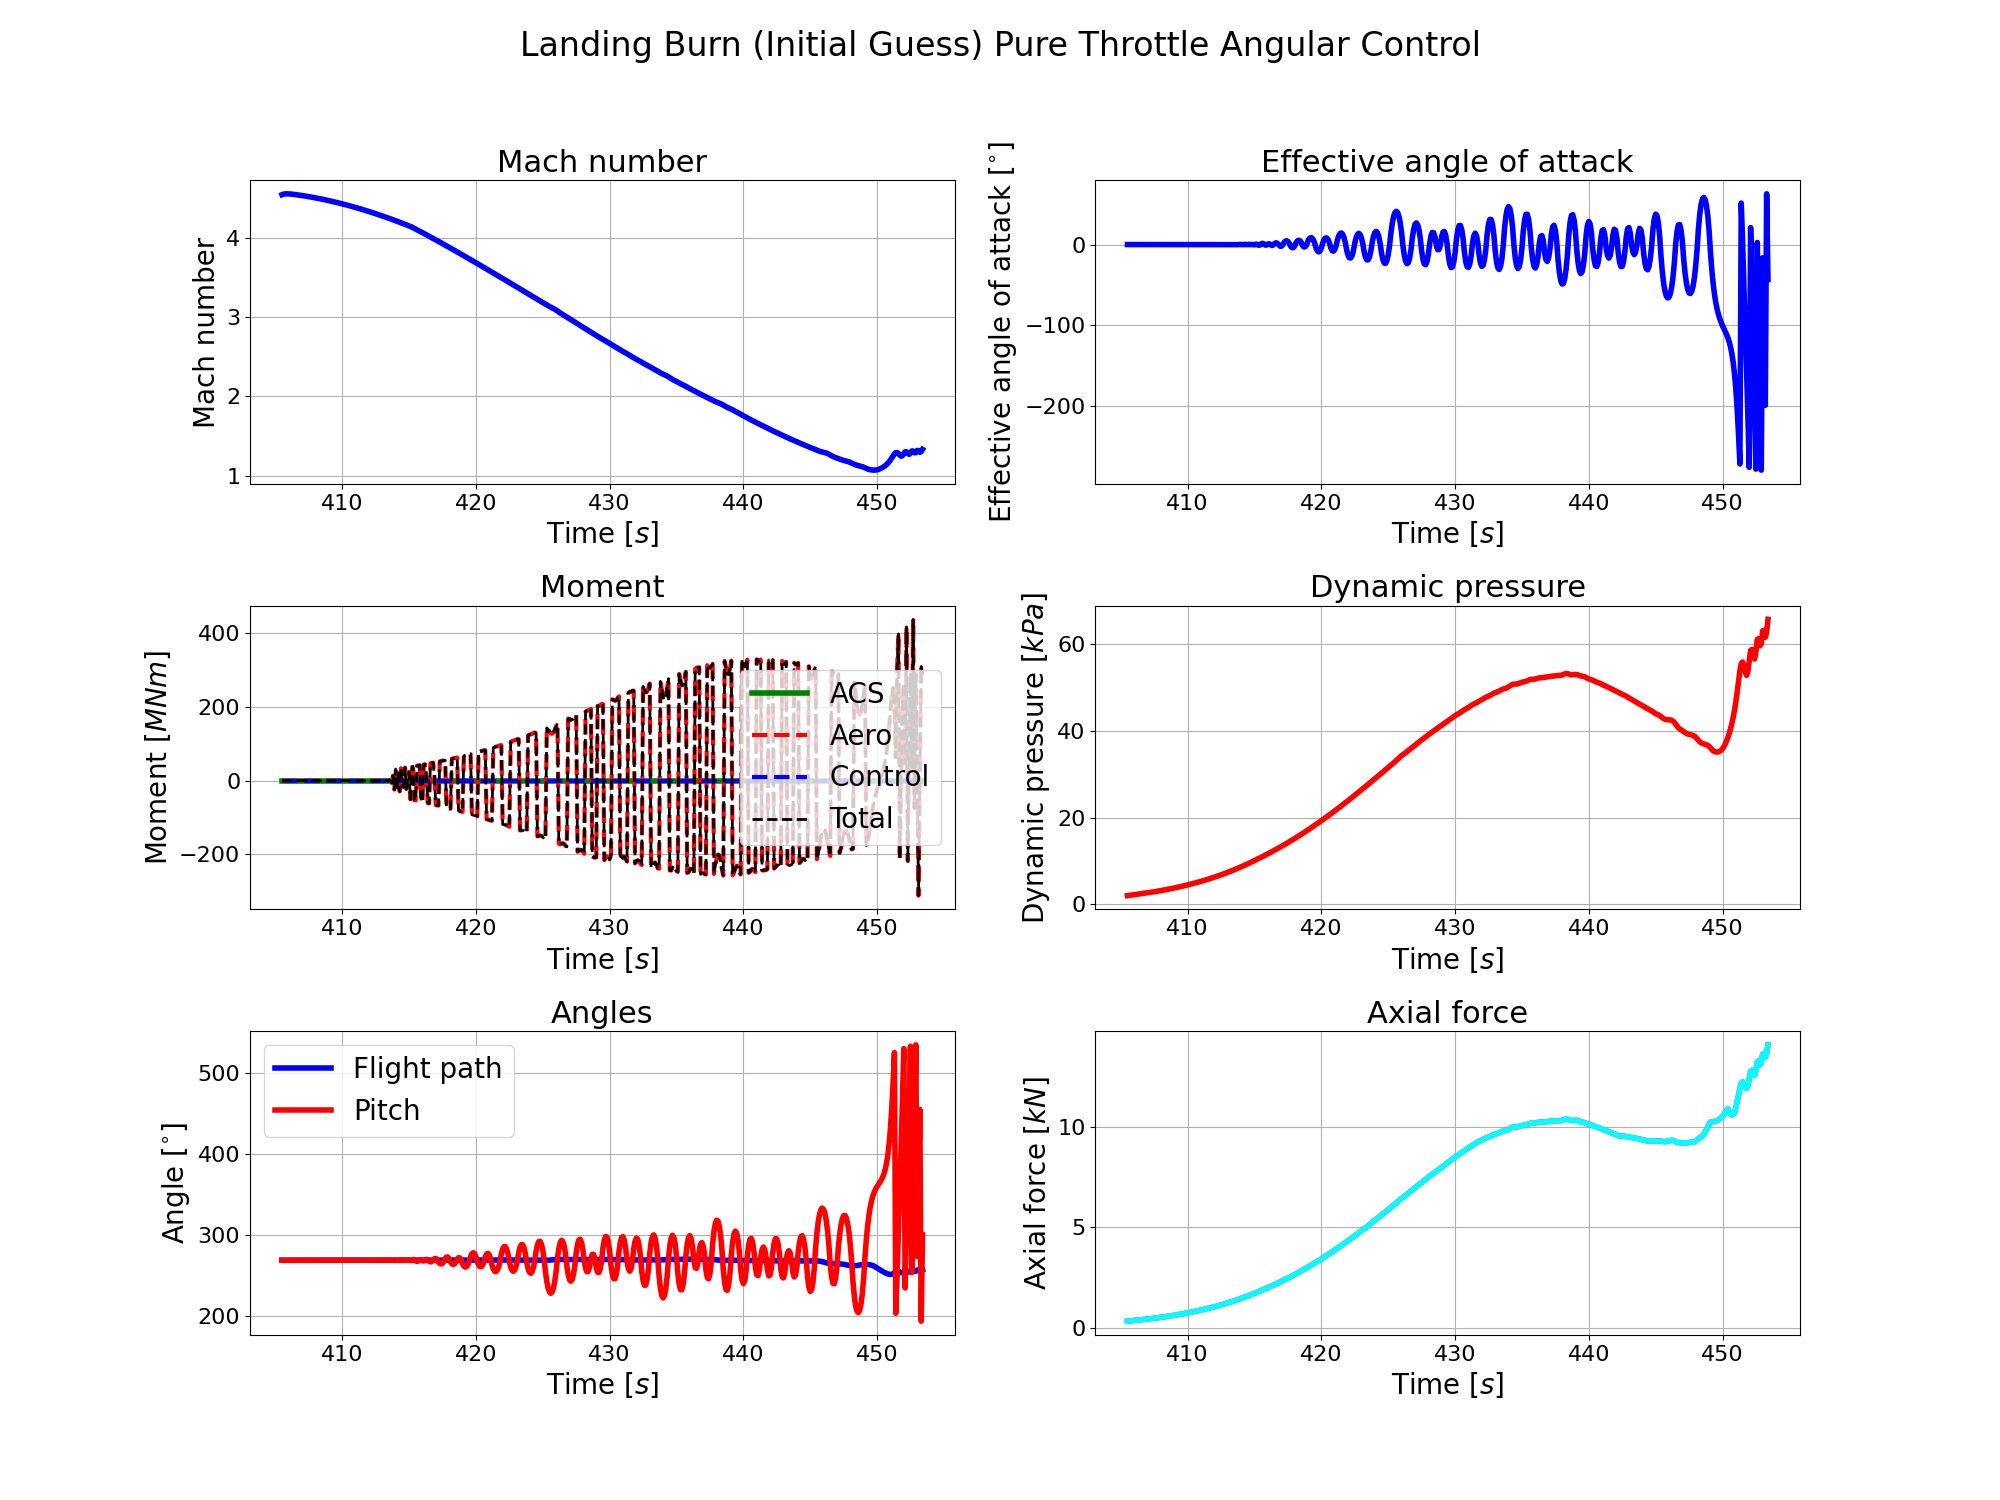 Landing Burn (Initial Guess) Pure Throttle Angular Control
Mach number
Mach number
4
3
2
1
410 420 430 440 450
Time [s]
Effective angle of attack
Effective angle of attack [°]
0
−100
−200
410 420 430 440 450
Time [s]
Moment
Moment [MNm]
400
200
0
−200
ACS
Aero
Control
Total
410 420 430 440 450
Time [s]
Dynamic pressure
Dynamic pressure [kPa]
60
40
20
0
410 420 430 440 450
Time [s]
Angles
Angle [°]
500
400
300
200
Flight path
Pitch
410 420 430 440 450
Time [s]
Axial force
Axial force [kN]
10
5
0
410 420 430 440 450
Time [s]